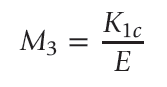 M₃ = K₁c / E